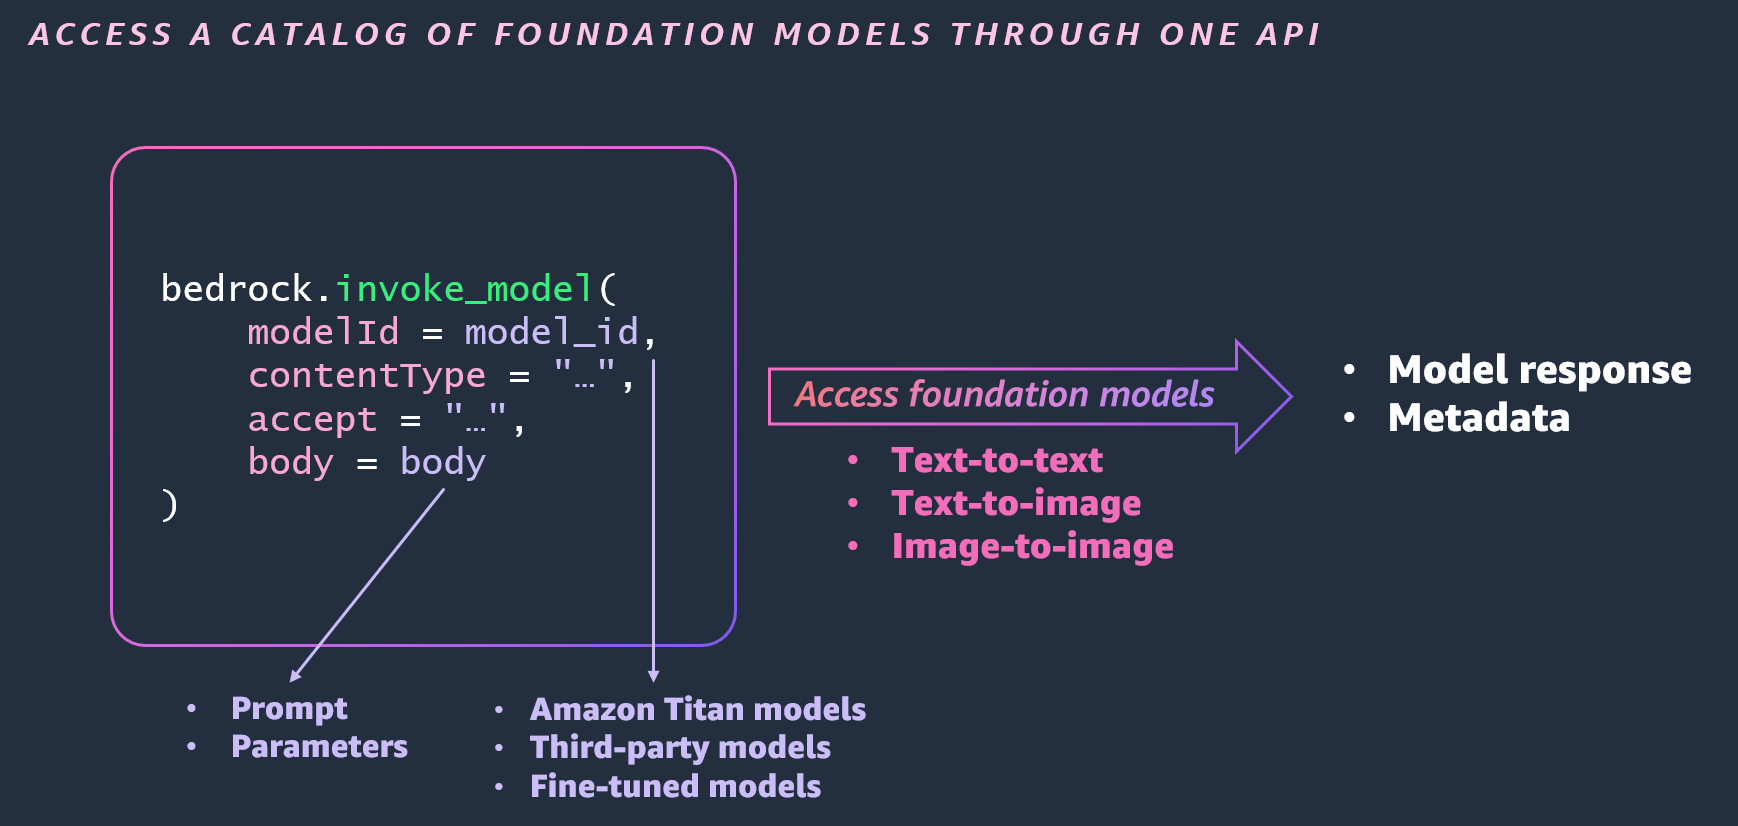 ACCESS A CATALOG OF FOUNDATION MODELS THROUGH ONE API
bedrock.invoke_model(
    modelId = model_id,
    contentType = "…",
    accept = "…",
    body = body
)
Access foundation models
• Text-to-text
• Text-to-image
• Image-to-image
• Model response
• Metadata
• Prompt
• Parameters
• Amazon Titan models
• Third-party models
• Fine-tuned models